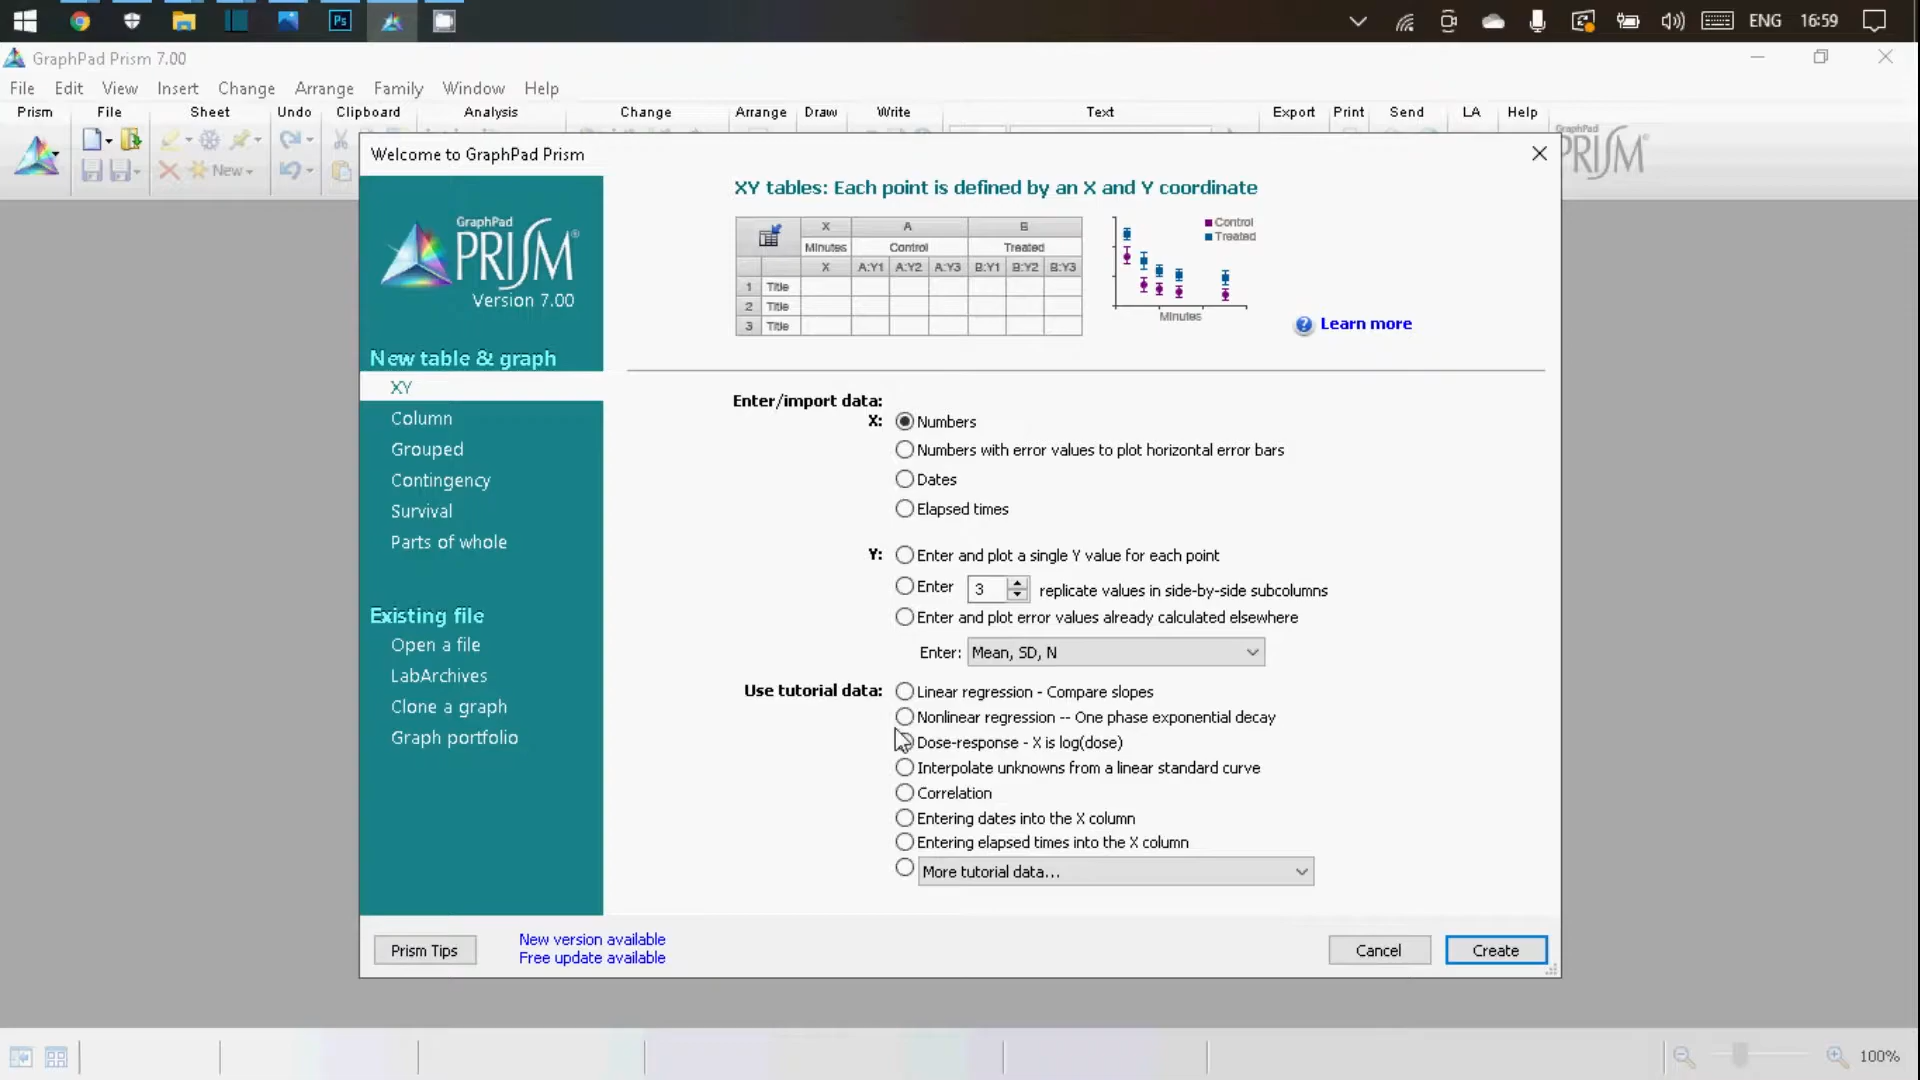 Ps
ENG
16:59
GraphPad Prism 7.00
File Edit View Insert Change Arrange Family Window Help
Prism File Sheet Undo Clipboard Analysis Change Arrange Draw Write Text Export Print Send LA Help
New
GraphPad
PRISM
Welcome to GraphPad Prism
GraphPad
PRISM®
Version 7.00
New table & graph
XY
Column
Grouped
Contingency
Survival
Parts of whole
Existing file
Open a file
LabArchives
Clone a graph
Graph portfolio
XY tables: Each point is defined by an X and Y coordinate
X A B
Minutes Control Treated
X A:Y1 A:Y2 A:Y3 B:Y1 B:Y2 B:Y3
1 Title
2 Title
3 Title
Control
Treated
Minutes
? Learn more
Enter/import data:
X: Numbers
Numbers with error values to plot horizontal error bars
Dates
Elapsed times
Y: Enter and plot a single Y value for each point
Enter 3 replicate values in side-by-side subcolumns
Enter and plot error values already calculated elsewhere
Enter: Mean, SD, N
Use tutorial data: Linear regression - Compare slopes
Nonlinear regression -- One phase exponential decay
Dose-response - X is log(dose)
Interpolate unknowns from a linear standard curve
Correlation
Entering dates into the X column
Entering elapsed times into the X column
More tutorial data...
Prism Tips
New version available
Free update available
Cancel
Create
100%